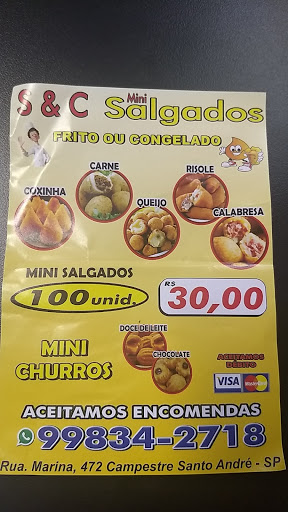 S & C Mini Salgados
FRITO OU CONGELADO
CARNE
RISOLE
COXINHA
QUEIJO
CALABRESA
MINI SALGADOS
100 unid.
R$ 30,00
DOCE DE LEITE
CHOCOLATE
MINI
CHURROS
ACEITAMOS
DÉBITO
VISA MasterCard
ACEITAMOS ENCOMENDAS
99834-2718
Rua. Marina, 472 Campestre Santo André - SP